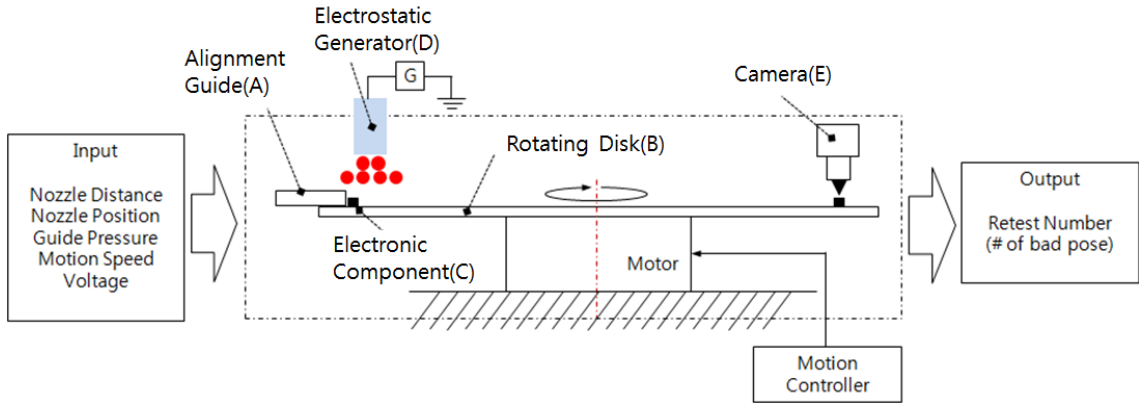 Electrostatic
Generator(D)
G
Alignment
Guide(A)
Camera(E)
Input
Nozzle Distance
Nozzle Position
Guide Pressure
Motion Speed
Voltage
Rotating Disk(B)
Output
Retest Number
(# of bad pose)
Electronic
Component(C)
Motor
Motion
Controller